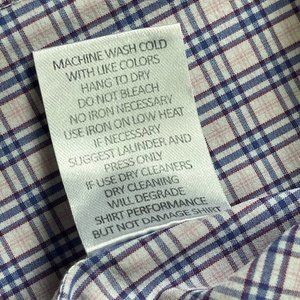 MACHINE WASH COLD
WITH LIKE COLORS
HANG TO DRY
DO NOT BLEACH
NO IRON NECESSARY
USE IRON ON LOW HEAT
IF NECESSARY
SUGGEST LAUNDER AND
PRESS ONLY
IF USE DRY CLEANERS
DRY CLEANING
WILL DEGRADE
SHIRT PERFORMANCE
BUT NOT DAMAGE SHIRT